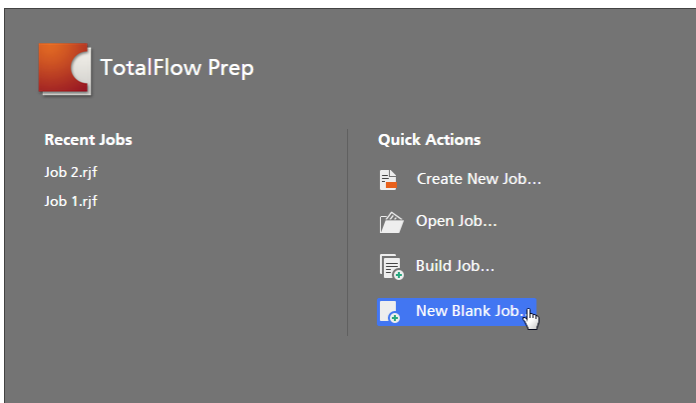 TotalFlow Prep
Recent Jobs
Job 2.rjf
Job 1.rjf
Quick Actions
Create New Job...
Open Job...
Build Job...
New Blank Job...